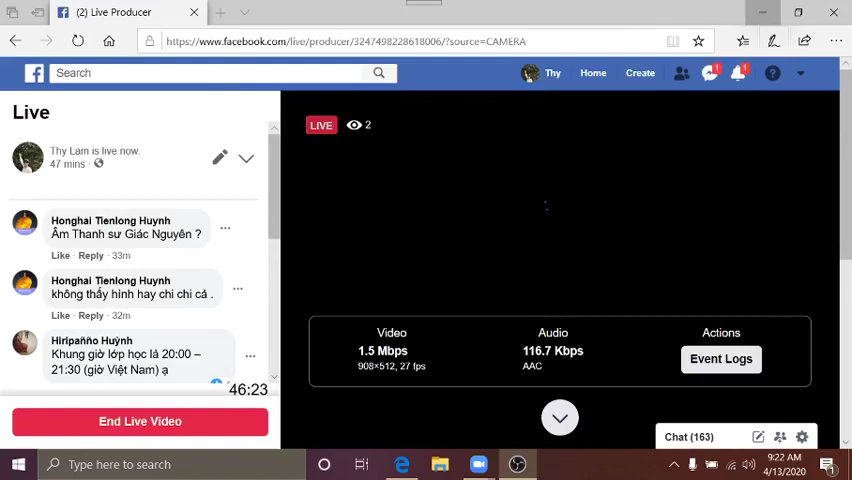 (2) Live Producer
https://www.facebook.com/live/producer/3247498228618006/?source=CAMERA
Search
Thy
Home
Create
1
1
Live
Thy Lam is live now.
47 mins
Honghai Tienlong Huynh
Âm Thanh sư Giác Nguyên ?
Like · Reply · 33m
Honghai Tienlong Huynh
không thấy hình hay chi chi cả .
Like · Reply · 32m
Hiripañño Huỳnh
Khung giờ lớp học là 20:00 –
21:30 (giờ Việt Nam) ạ
46:23
End Live Video
LIVE
2
Video
Audio
Actions
1.5 Mbps
116.7 Kbps
Event Logs
908×512, 27 fps
AAC
Chat (163)
Type here to search
9:22 AM
4/13/2020
1